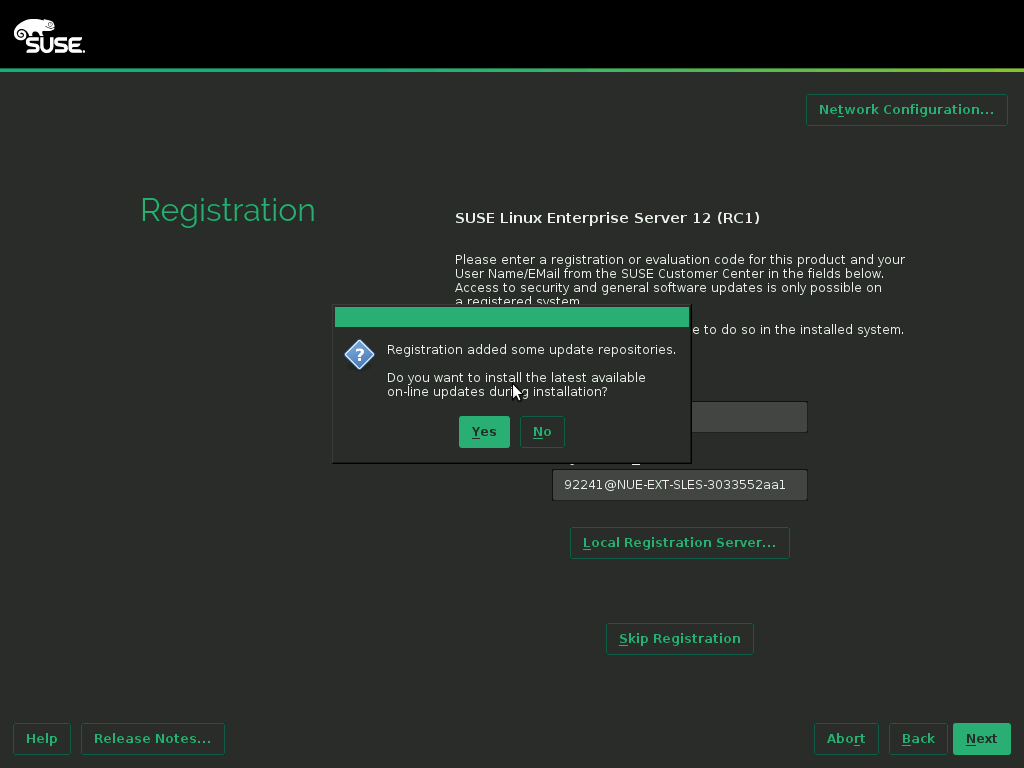 SUSE
Network Configuration...
Registration
SUSE Linux Enterprise Server 12 (RC1)
Please enter a registration or evaluation code for this product and your
User Name/EMail from the SUSE Customer Center in the fields below.
Access to security and general software updates is only possible on
a registered system.
e to do so in the installed system.
?
Registration added some update repositories.
Do you want to install the latest available
on-line updates during installation?
Yes
No
92241@NUE-EXT-SLES-3033552aa1
Local Registration Server...
Skip Registration
Help
Release Notes...
Abort
Back
Next